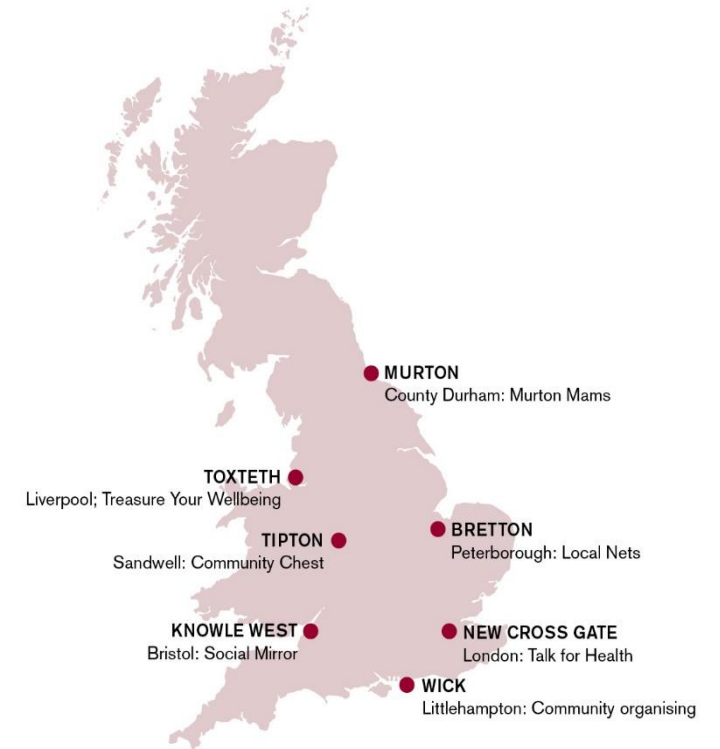 MURTON
County Durham: Murton Mams
TOXTETH
Liverpool; Treasure Your Wellbeing
TIPTON
Sandwell: Community Chest
BRETTON
Peterborough: Local Nets
KNOWLE WEST
Bristol: Social Mirror
NEW CROSS GATE
London: Talk for Health
WICK
Littlehampton: Community organising